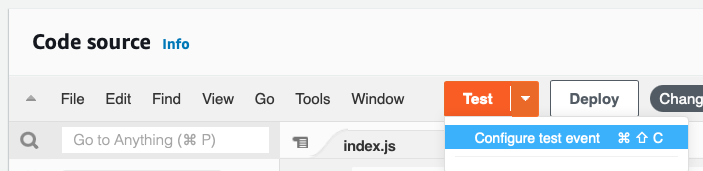 Code source Info
File Edit Find View Go Tools Window Test Deploy Chang
Go to Anything (⌘ P) index.js
Configure test event ⌘ ⇧ C